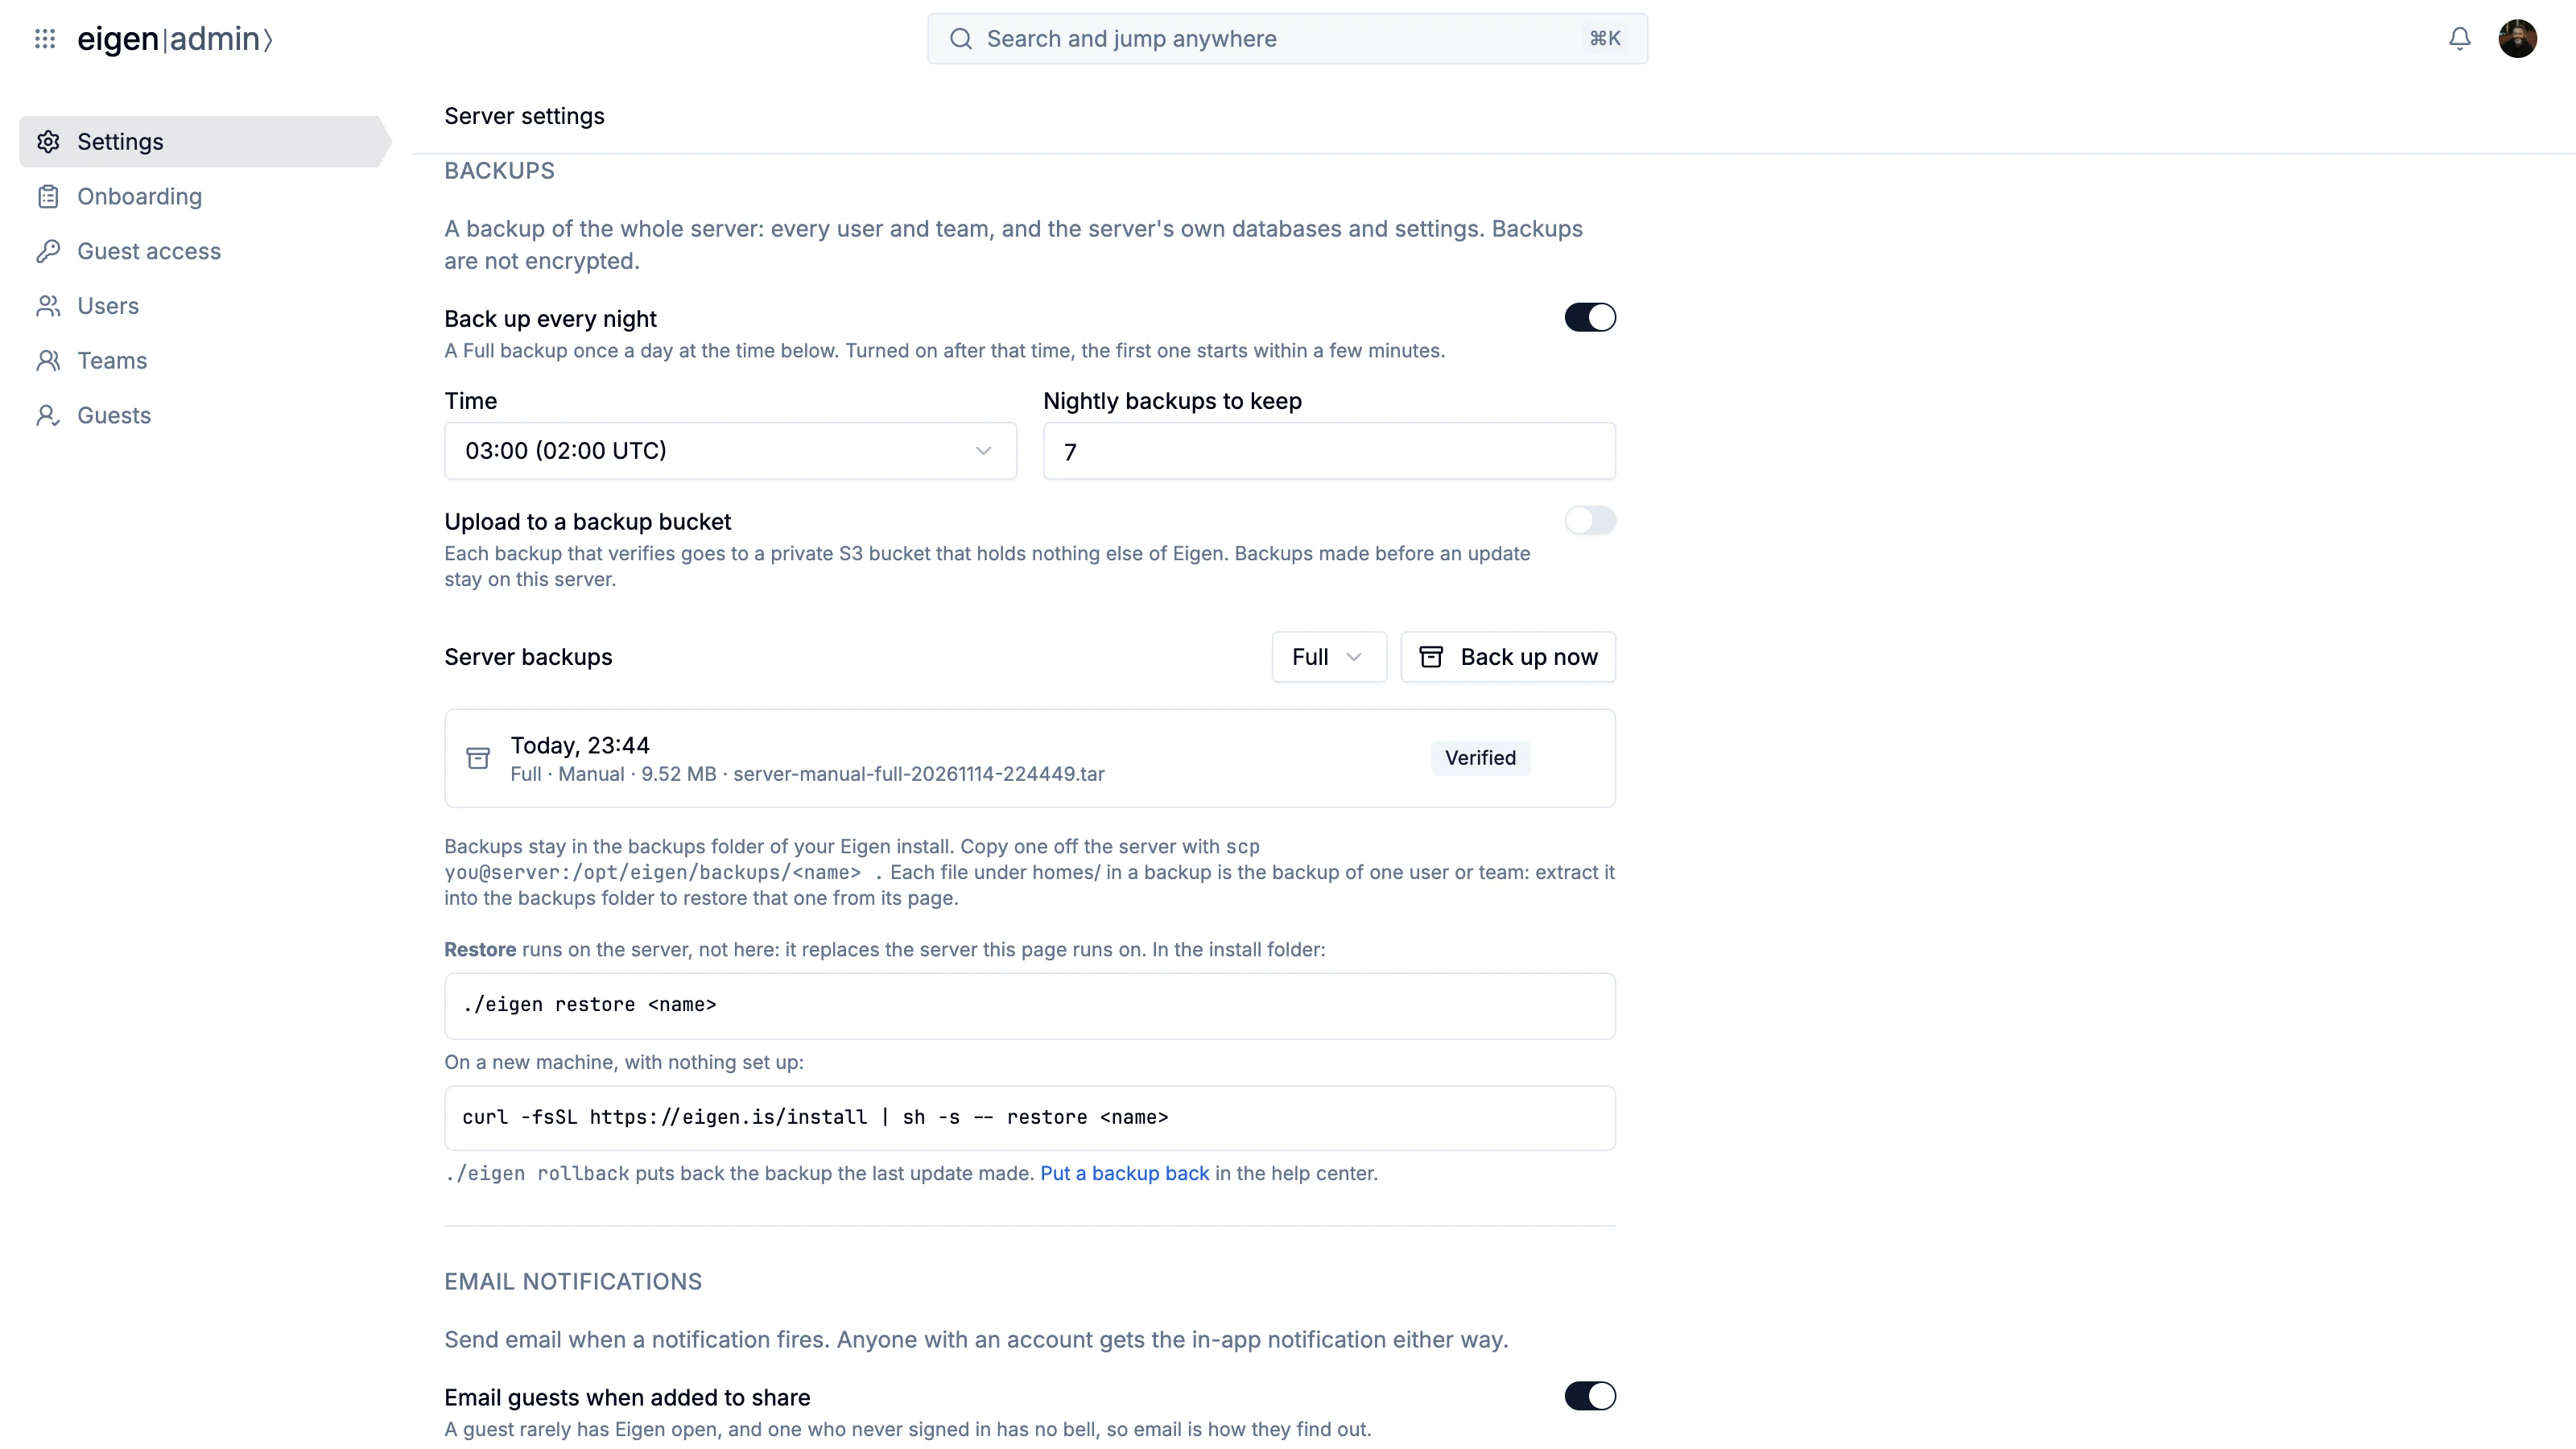 eigen|admin⟩
Search and jump anywhere
⌘K
Settings
Onboarding
Guest access
Users
Teams
Guests
Server settings
BACKUPS
A backup of the whole server: every user and team, and the server's own databases and settings. Backups
are not encrypted.
Back up every night
A Full backup once a day at the time below. Turned on after that time, the first one starts within a few minutes.
Time
Nightly backups to keep
03:00 (02:00 UTC)
7
Upload to a backup bucket
Each backup that verifies goes to a private S3 bucket that holds nothing else of Eigen. Backups made before an update
stay on this server.
Server backups
Full
Back up now
Today, 23:44
Full · Manual · 9.52 MB · server-manual-full-20261114-224449.tar
Verified
Backups stay in the backups folder of your Eigen install. Copy one off the server with scp
you@server:/opt/eigen/backups/<name> . Each file under homes/ in a backup is the backup of one user or team: extract it
into the backups folder to restore that one from its page.
Restore runs on the server, not here: it replaces the server this page runs on. In the install folder:
./eigen restore <name>
On a new machine, with nothing set up:
curl -fsSL https://eigen.is/install | sh -s -- restore <name>
./eigen rollback puts back the backup the last update made. Put a backup back in the help center.
EMAIL NOTIFICATIONS
Send email when a notification fires. Anyone with an account gets the in-app notification either way.
Email guests when added to share
A guest rarely has Eigen open, and one who never signed in has no bell, so email is how they find out.